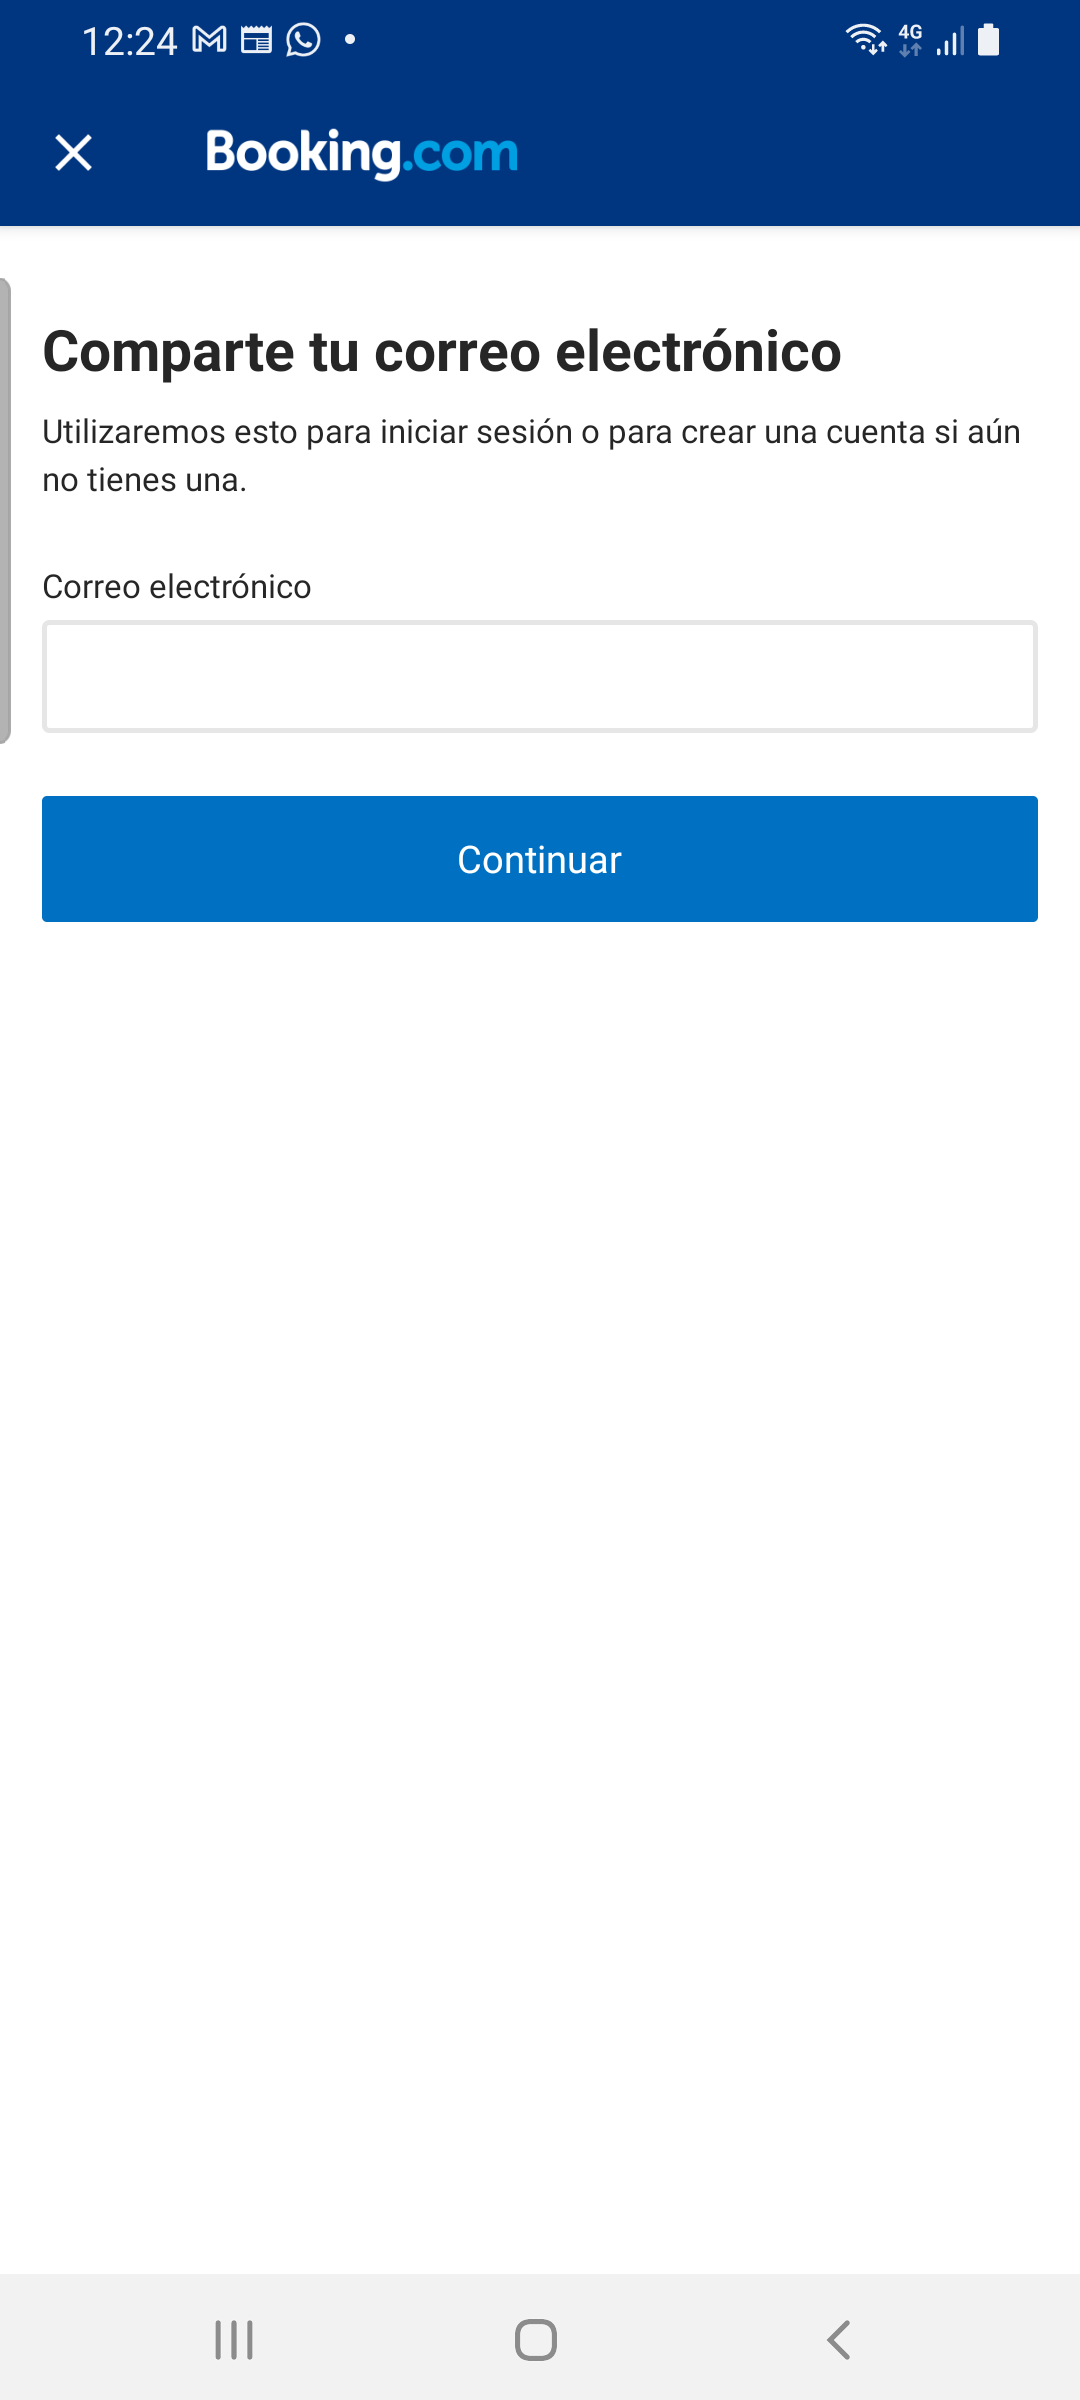 12:24
4G
Booking.com
Comparte tu correo electrónico
Utilizaremos esto para iniciar sesión o para crear una cuenta si aún
no tienes una.
Correo electrónico
Continuar